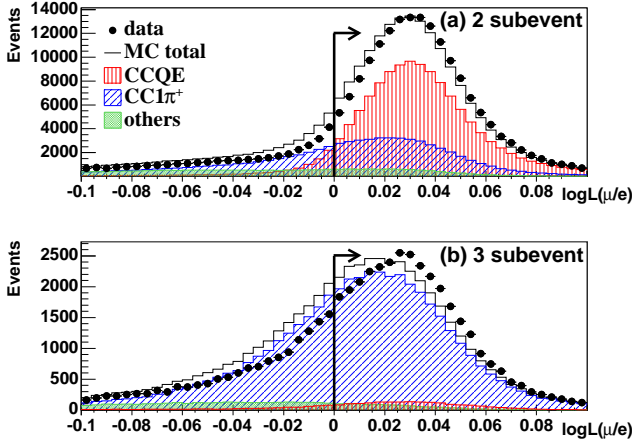 Events
14000
12000
10000
8000
6000
4000
2000
data
MC total
CCQE
CC1π+
others
(a) 2 subevent
-0.1 -0.08 -0.06 -0.04 -0.02 0 0.02 0.04 0.06 0.08
logL(μ/e)
Events
2500
2000
1500
1000
500
0
(b) 3 subevent
-0.1 -0.08 -0.06 -0.04 -0.02 0 0.02 0.04 0.06 0.08
logL(μ/e)